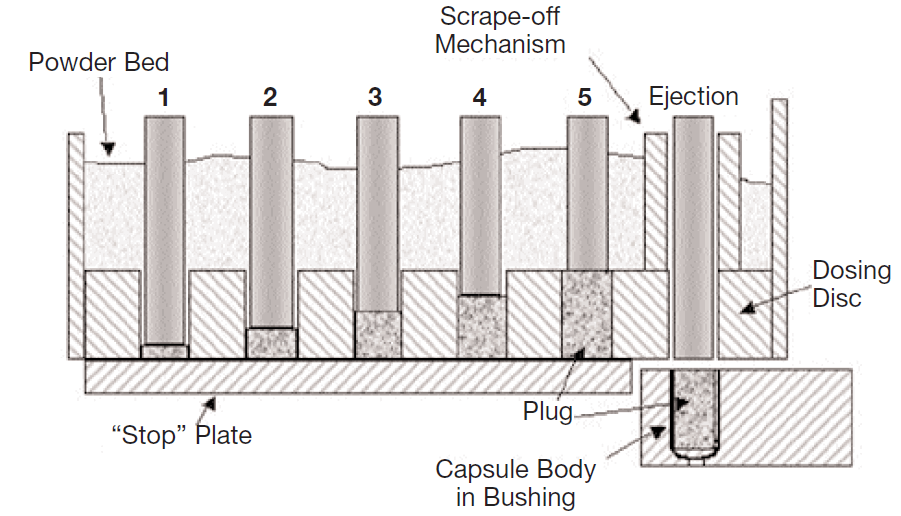 Scrape-off
Mechanism
Powder Bed
1 2 3 4 5 Ejection
Dosing
Disc
Plug
“Stop” Plate
Capsule Body
in Bushing